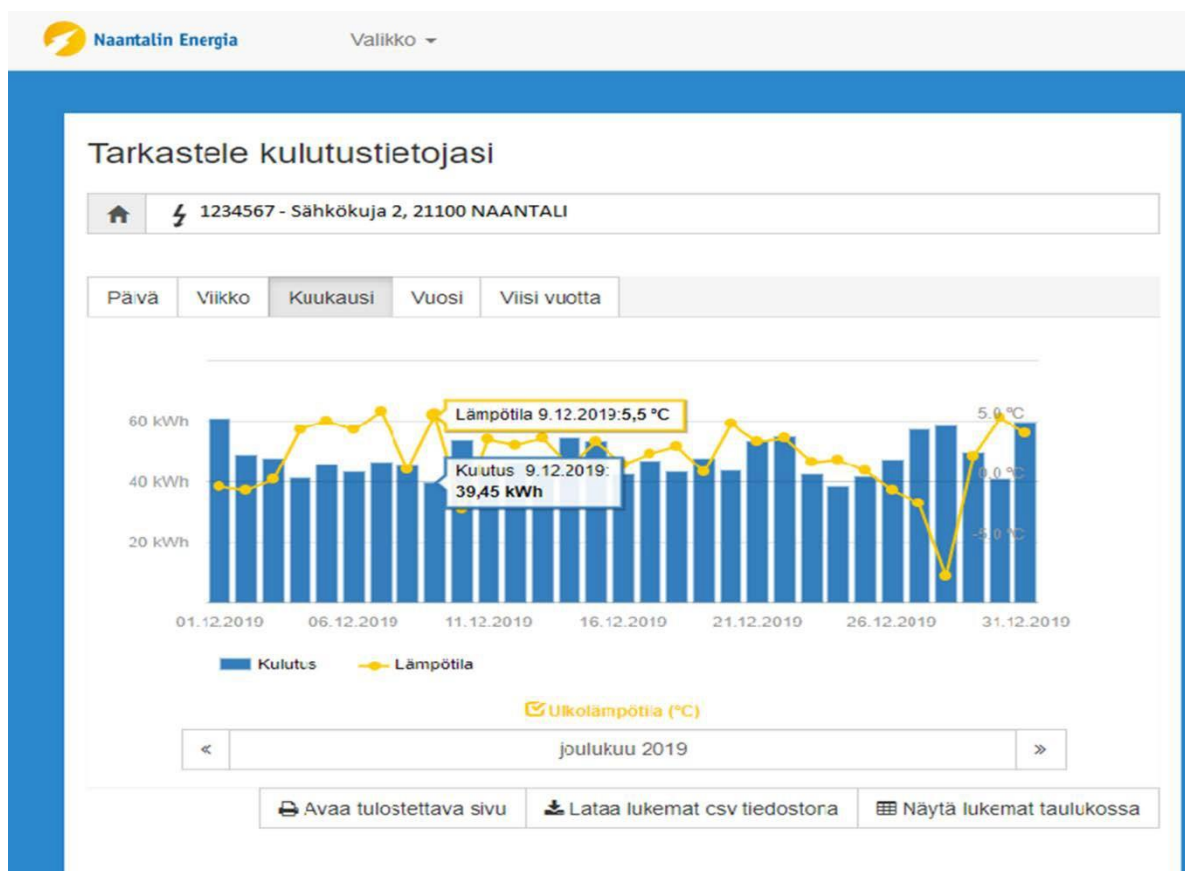 Naantalin Energia
Valikko
Tarkastele kulutustietojasi
1234567 - Sähkökuja 2, 21100 NAANTALI
Päivä Viikko Kuukausi Vuosi Viisi vuotta
Lämpötila 9.12.2019:5,5 °C
60 kWh 5.0 °C
Kulutus 9.12.2019:
39,45 kWh
40 kWh 0.0 °C
20 kWh -5.0 °C
01.12.2019 06.12.2019 11.12.2019 16.12.2019 21.12.2019 26.12.2019 31.12.2019
Kulutus Lämpötila
Ulkolämpötila (°C)
« joulukuu 2019 »
Avaa tulostettava sivu Lataa lukemat csv tiedostona Näytä lukemat taulukossa